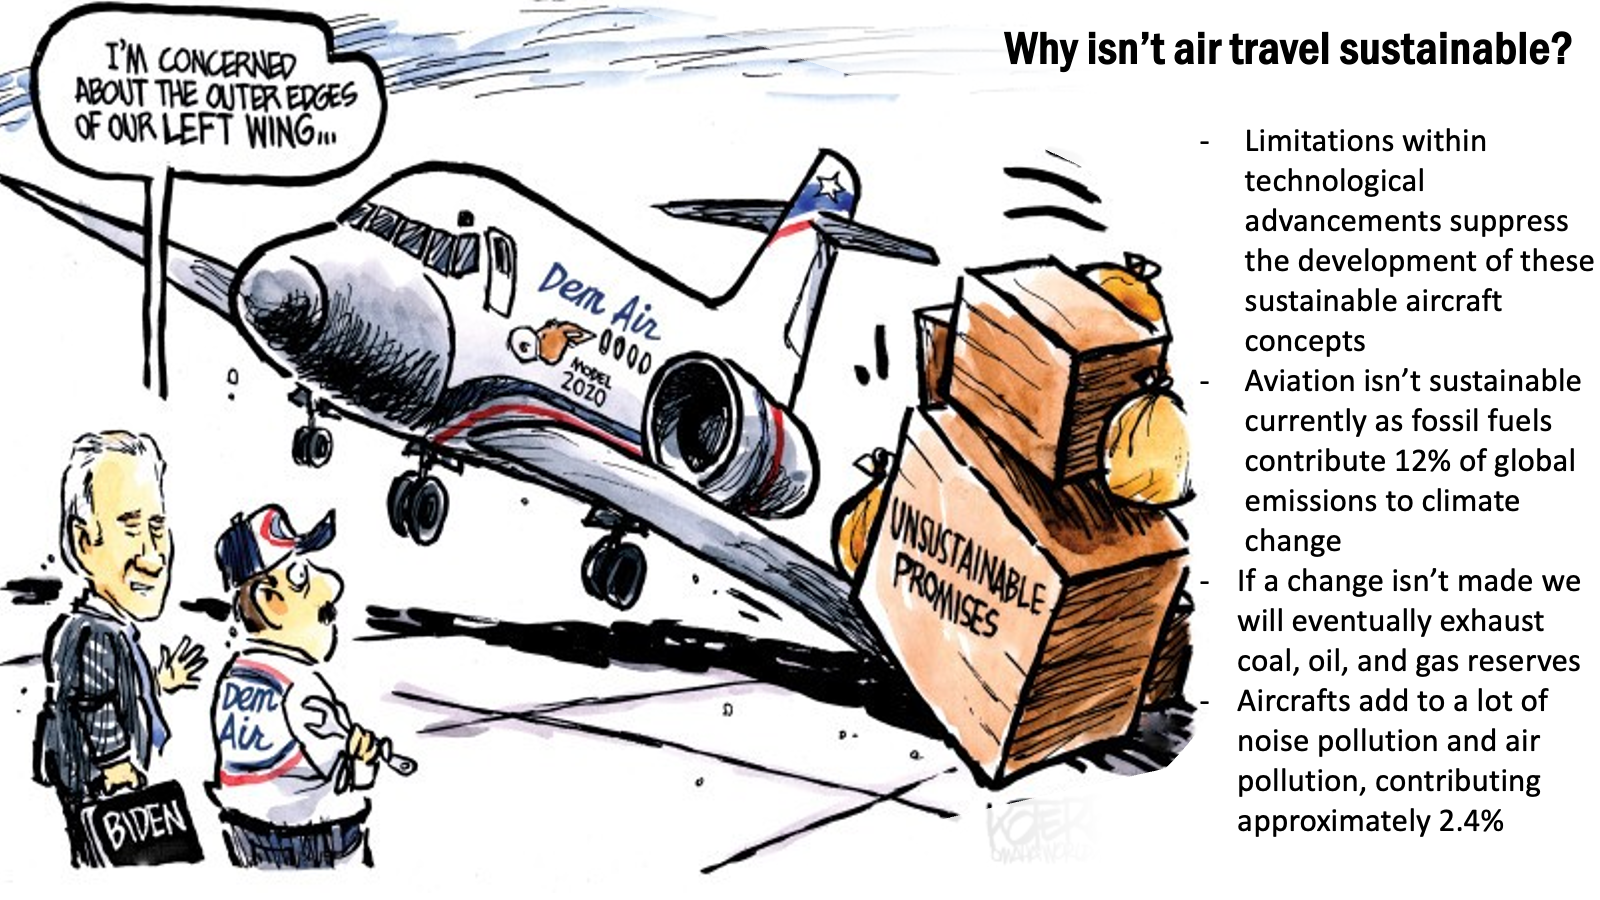 I'M CONCERNED
ABOUT THE OUTER EDGES
OF OUR LEFT WING...
Dem Air
MODEL
2020
UNSUSTAINABLE
PROMISES
Dem
Air
BIDEN
Why isn't air travel sustainable?
- Limitations within
technological
advancements suppress
the development of these
sustainable aircraft
concepts
- Aviation isn't sustainable
currently as fossil fuels
contribute 12% of global
emissions to climate
change
- If a change isn't made we
will eventually exhaust
coal, oil, and gas reserves
- Aircrafts add to a lot of
noise pollution and air
pollution, contributing
approximately 2.4%